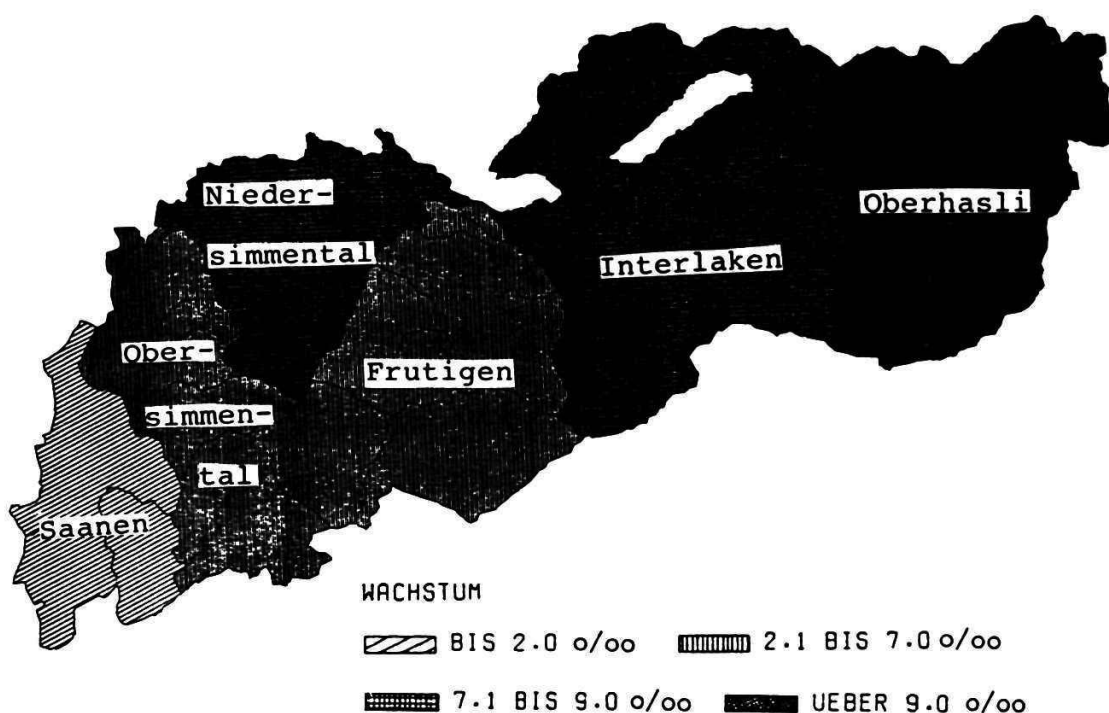 Nieder-
simmental
Oberhasli
Interlaken
Ober-
simmen-
tal
Frutigen
Saanen
WACHSTUM
BIS 2.0 o/oo
2.1 BIS 7.0 o/oo
7.1 BIS 9.0 o/oo
UEBER 9.0 o/oo